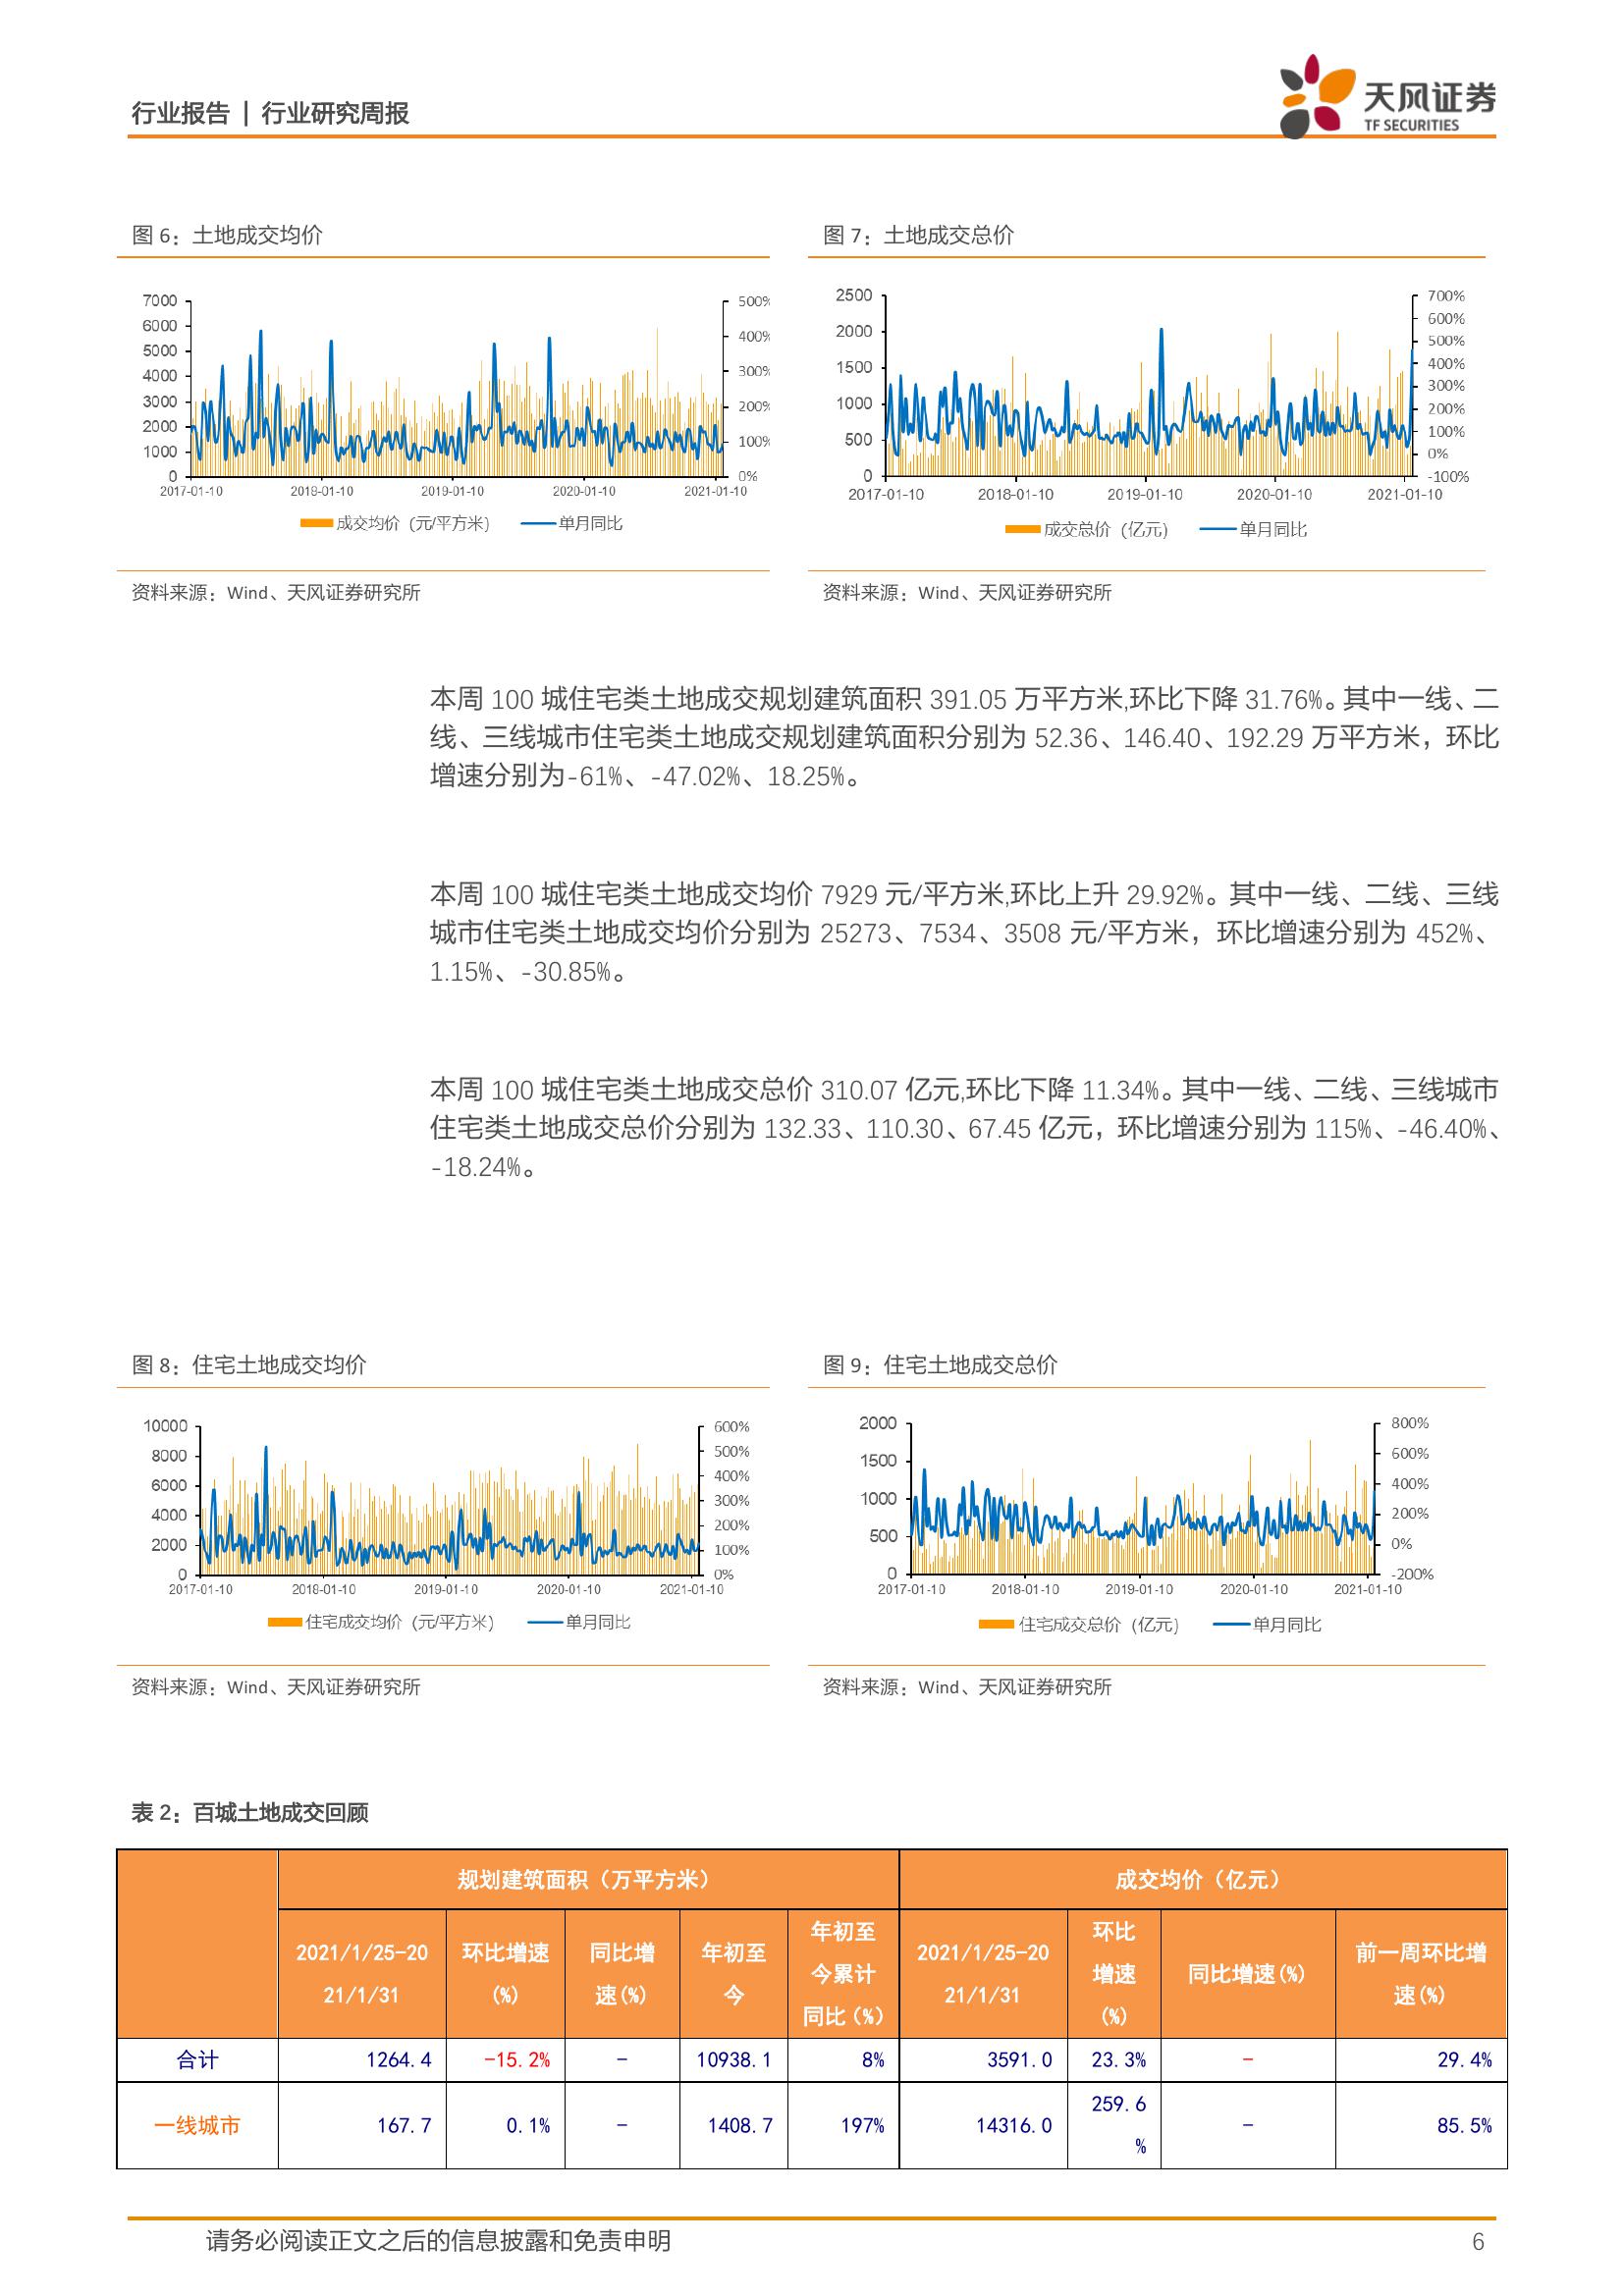 行业报告 | 行业研究周报
天风证券
TF SECURITIES
图 6：土地成交均价
7000
6000
5000
4000
3000
2000
1000
0
500%
400%
300%
200%
100%
0%
2017-01-10 2018-01-10 2019-01-10 2020-01-10 2021-01-10
成交均价（元/平方米） 单月同比
资料来源：Wind、天风证券研究所
图 7：土地成交总价
2500
2000
1500
1000
500
0
700%
600%
500%
400%
300%
200%
100%
0%
-100%
2017-01-10 2018-01-10 2019-01-10 2020-01-10 2021-01-10
成交总价（亿元） 单月同比
资料来源：Wind、天风证券研究所
本周 100 城住宅类土地成交规划建筑面积 391.05 万平方米,环比下降 31.76%。其中一线、二
线、三线城市住宅类土地成交规划建筑面积分别为 52.36、146.40、192.29 万平方米，环比
增速分别为-61%、-47.02%、18.25%。
本周 100 城住宅类土地成交均价 7929 元/平方米,环比上升 29.92%。其中一线、二线、三线
城市住宅类土地成交均价分别为 25273、7534、3508 元/平方米，环比增速分别为 452%、
1.15%、-30.85%。
本周 100 城住宅类土地成交总价 310.07 亿元,环比下降 11.34%。其中一线、二线、三线城市
住宅类土地成交总价分别为 132.33、110.30、67.45 亿元，环比增速分别为 115%、-46.40%、
-18.24%。
图 8：住宅土地成交均价
10000
8000
6000
4000
2000
0
600%
500%
400%
300%
200%
100%
0%
2017-01-10 2018-01-10 2019-01-10 2020-01-10 2021-01-10
住宅成交均价（元/平方米） 单月同比
资料来源：Wind、天风证券研究所
图 9：住宅土地成交总价
2000
1500
1000
500
0
800%
600%
400%
200%
0%
-200%
2017-01-10 2018-01-10 2019-01-10 2020-01-10 2021-01-10
住宅成交总价（亿元） 单月同比
资料来源：Wind、天风证券研究所
表 2：百城土地成交回顾
规划建筑面积（万平方米） 成交均价（亿元）
2021/1/25-20
21/1/31
环比增速
(%)
同比增
速(%)
年初至
今
年初至
今累计
同比(%)
2021/1/25-20
21/1/31
环比
增速
(%)
同比增速(%)
前一周环比增
速(%)
合计 1264.4 -15.2% - 10938.1 8% 3591.0 23.3% - 29.4%
一线城市 167.7 0.1% - 1408.7 197% 14316.0 259.6
% - 85.5%
请务必阅读正文之后的信息披露和免责申明 6